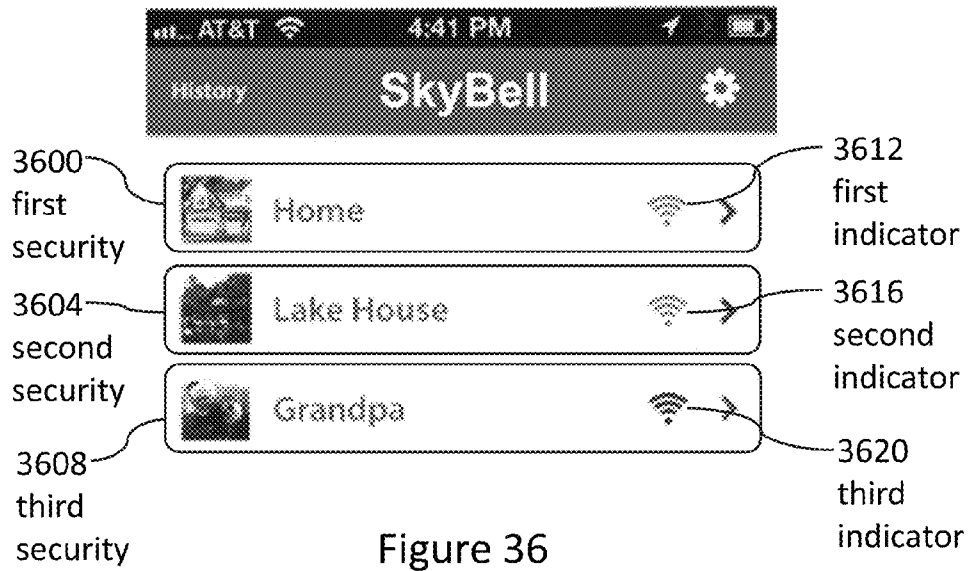 AT&T 4:41 PM
History SkyBell
3600
first
security
Home
3612
first
indicator
3604
second
security
Lake House
3616
second
indicator
3608
third
security
Grandpa
3620
third
indicator
Figure 36